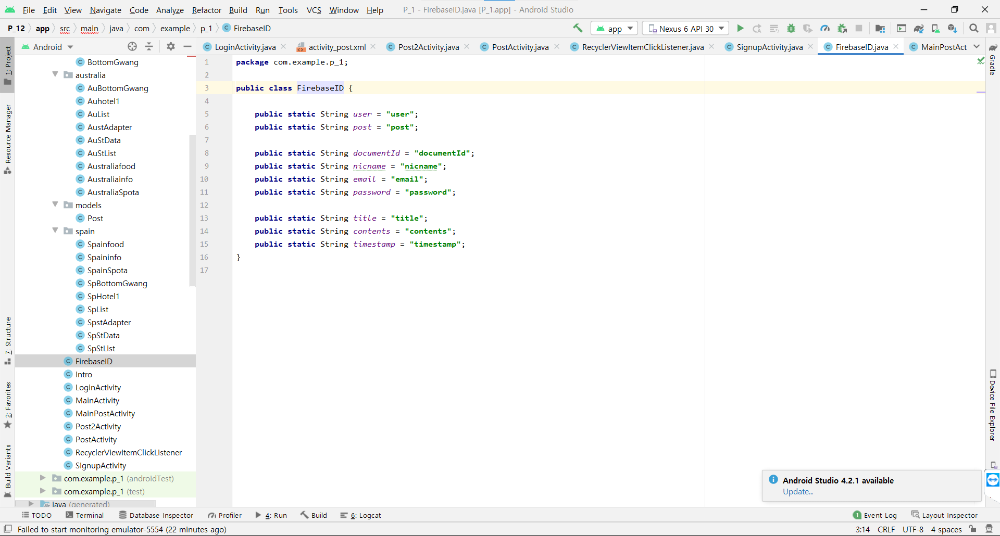 File Edit View Navigate Code Analyze Refactor Build Run Tools VCS Window Help P_1 - FirebaseID.java [P_1.app] - Android Studio
P_12 app src main java com example p_1 FirebaseID app Nexus 6 API 30
Android LoginActivity.java activity_post.xml Post2Activity.java PostActivity.java RecyclerViewItemClickListener.java SignupActivity.java FirebaseID.java MainPostAct
1: Project
Resource Manager
7: Structure
2: Favorites
Build Variants
BottomGwang
australia
AuBottomGwang
Auhotel1
AuList
AustAdapter
AuStData
AuStList
Australiafood
Australiainfo
AustraliaSpota
models
Post
spain
Spainfood
Spaininfo
SpainSpota
SpBottomGwang
SpHotel1
SpList
SpstAdapter
SpStData
SpStList
FirebaseID
Intro
LoginActivity
MainActivity
MainPostActivity
Post2Activity
PostActivity
RecyclerViewItemClickListener
SignupActivity
com.example.p_1 (androidTest)
com.example.p_1 (test)
java (generated)
1 package com.example.p_1;
2
3 public class FirebaseID {
4
5 public static String user = "user";
6 public static String post = "post";
7
8 public static String documentId = "documentId";
9 public static String nicname = "nicname";
10 public static String email = "email";
11 public static String password = "password";
12
13 public static String title = "title";
14 public static String contents = "contents";
15 public static String timestamp = "timestamp";
16 }
17
Gradle
Device File Explorer
Android Studio 4.2.1 available
Update...
TODO Terminal Database Inspector Profiler 4: Run Build 6: Logcat 1 Event Log Layout Inspector
Failed to start monitoring emulator-5554 (22 minutes ago) 3:14 CRLF UTF-8 4 spaces